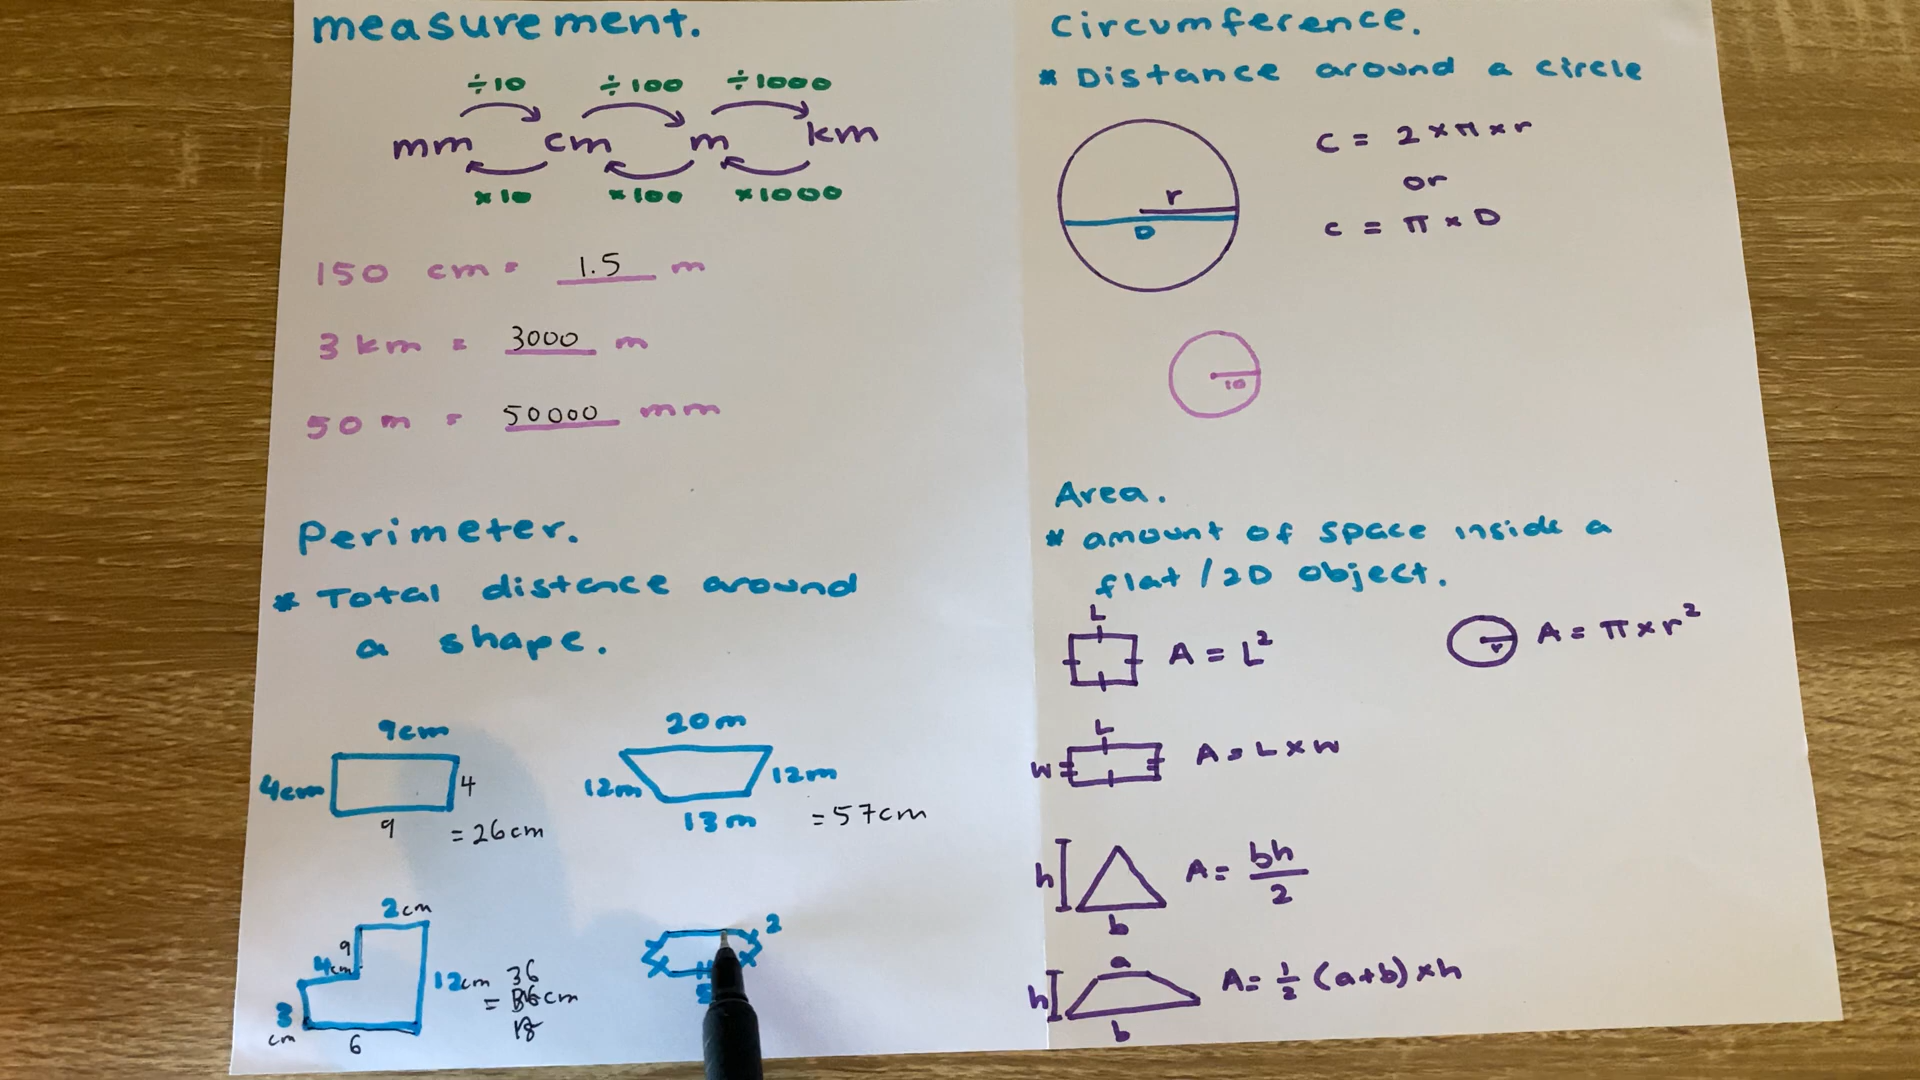 measurement.
÷10 ÷100 ÷1000
mm cm m km
×10 ×100 ×1000
150 cm = 1.5 m
3 km = 3000 m
50 m = 50000 mm
Perimeter.
* Total distance around
a shape.
9cm
4cm
4
9
= 26cm
20m
12m
12m
13m
= 57cm
2cm
9
4cm
12cm
3
cm
6
36
= cm
18
2
Circumference.
* Distance around a circle
r
D
C = 2 × π × r
or
C = π × D
10
Area.
* amount of space inside a
flat / 2D object.
L
A = L²
r
A = π × r²
L
W
A = L × W
h
b
A = bh
2
a
h
b
A = 1/2 (a+b) × h